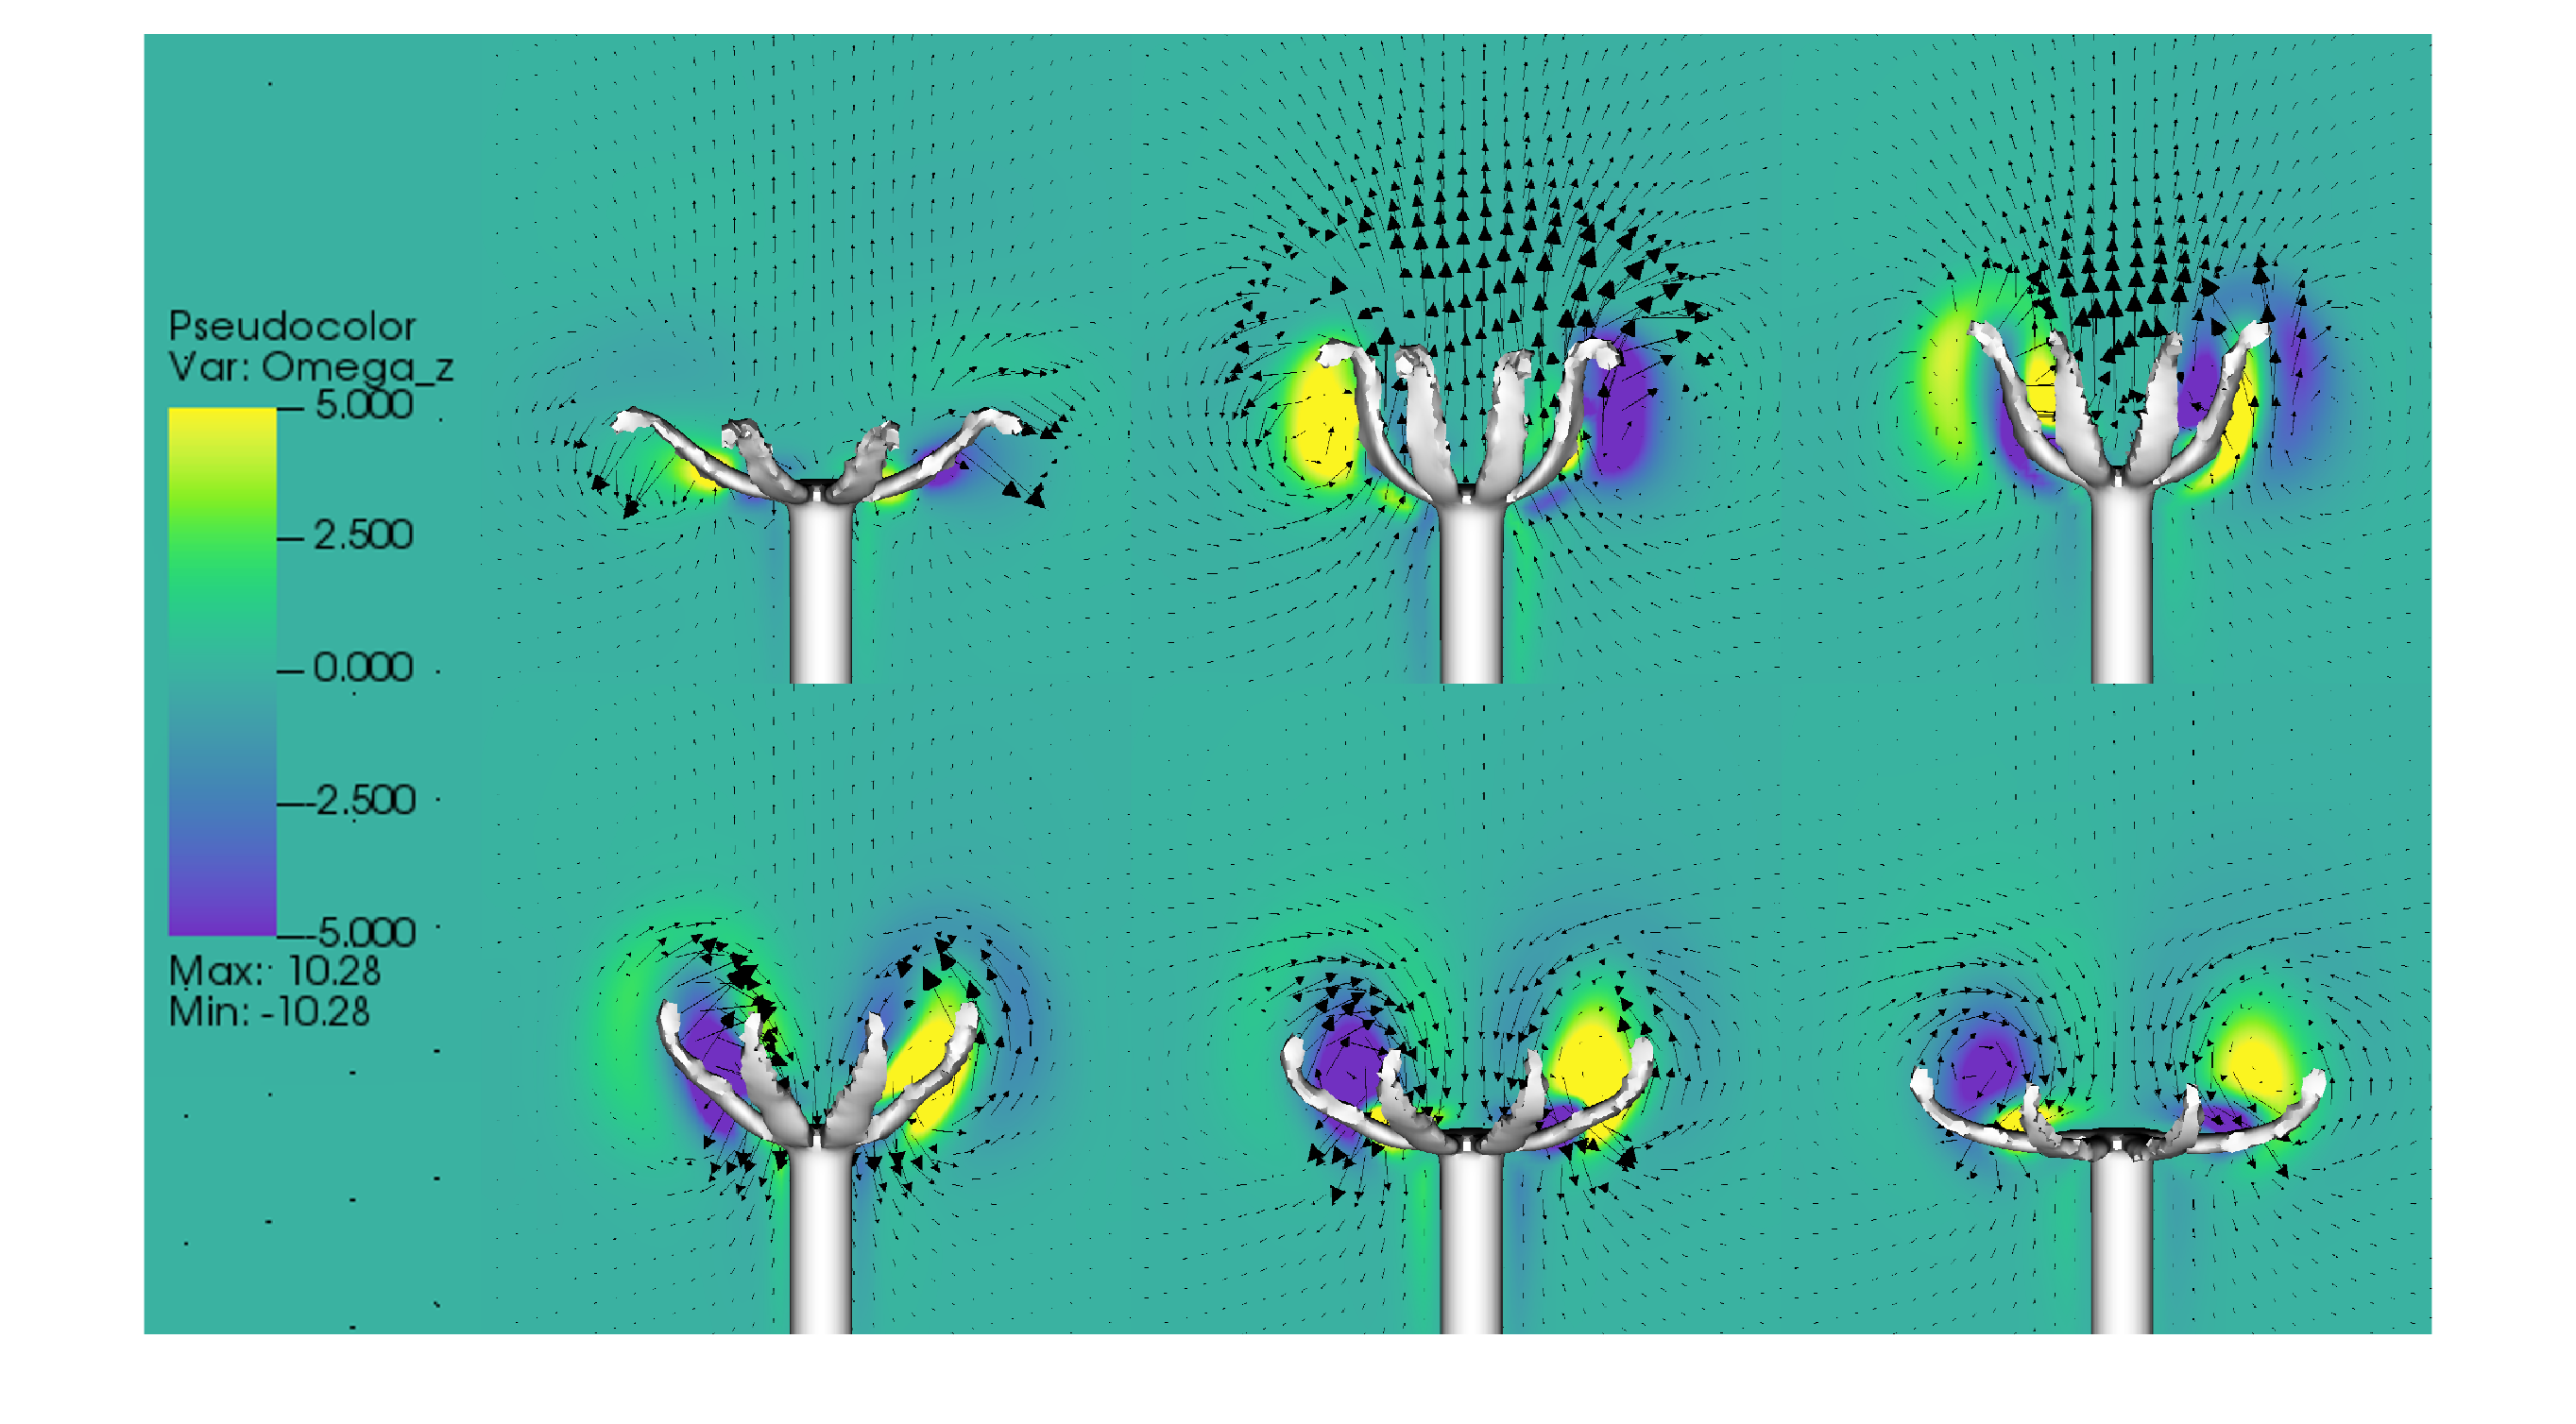 Pseudocolor
Var: Omega_z
5.000
2.500
0.000
-2.500
-5.000
Max: 10.28
Min: -10.28